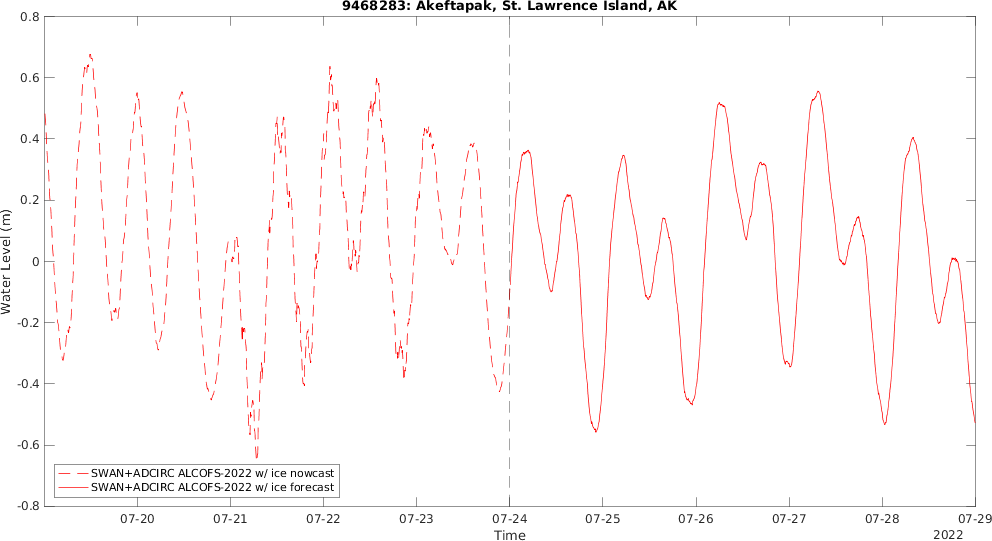 9468283: Akeftapak, St. Lawrence Island, AK
0.8
0.6
0.4
0.2
0
-0.2
-0.4
-0.6
-0.8
Water Level (m)
SWAN+ADCIRC ALCOFS-2022 w/ ice nowcast
SWAN+ADCIRC ALCOFS-2022 w/ ice forecast
07-20 07-21 07-22 07-23 07-24 07-25 07-26 07-27 07-28 07-29
Time
2022